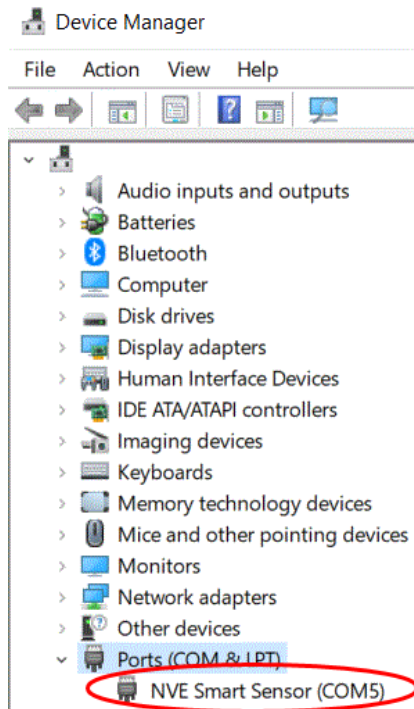 Device Manager
File Action View Help
Audio inputs and outputs
Batteries
Bluetooth
Computer
Disk drives
Display adapters
Human Interface Devices
IDE ATA/ATAPI controllers
Imaging devices
Keyboards
Memory technology devices
Mice and other pointing devices
Monitors
Network adapters
Other devices
Ports (COM & LPT)
NVE Smart Sensor (COM5)